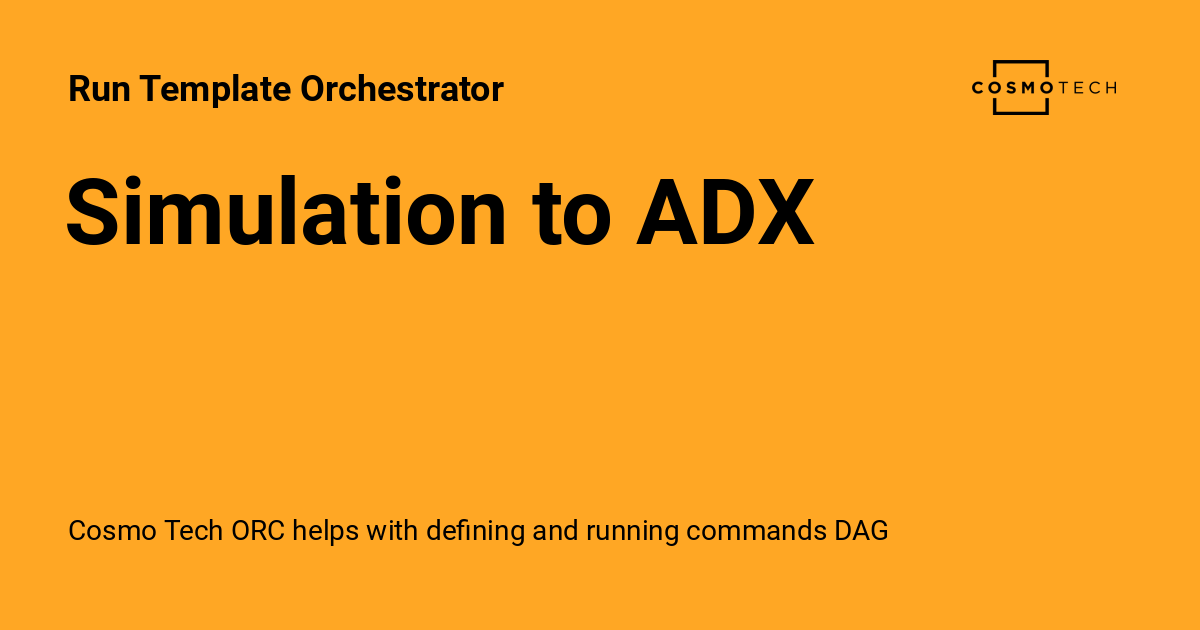 Run Template Orchestrator
COSMOTECH
Simulation to ADX
Cosmo Tech ORC helps with defining and running commands DAG